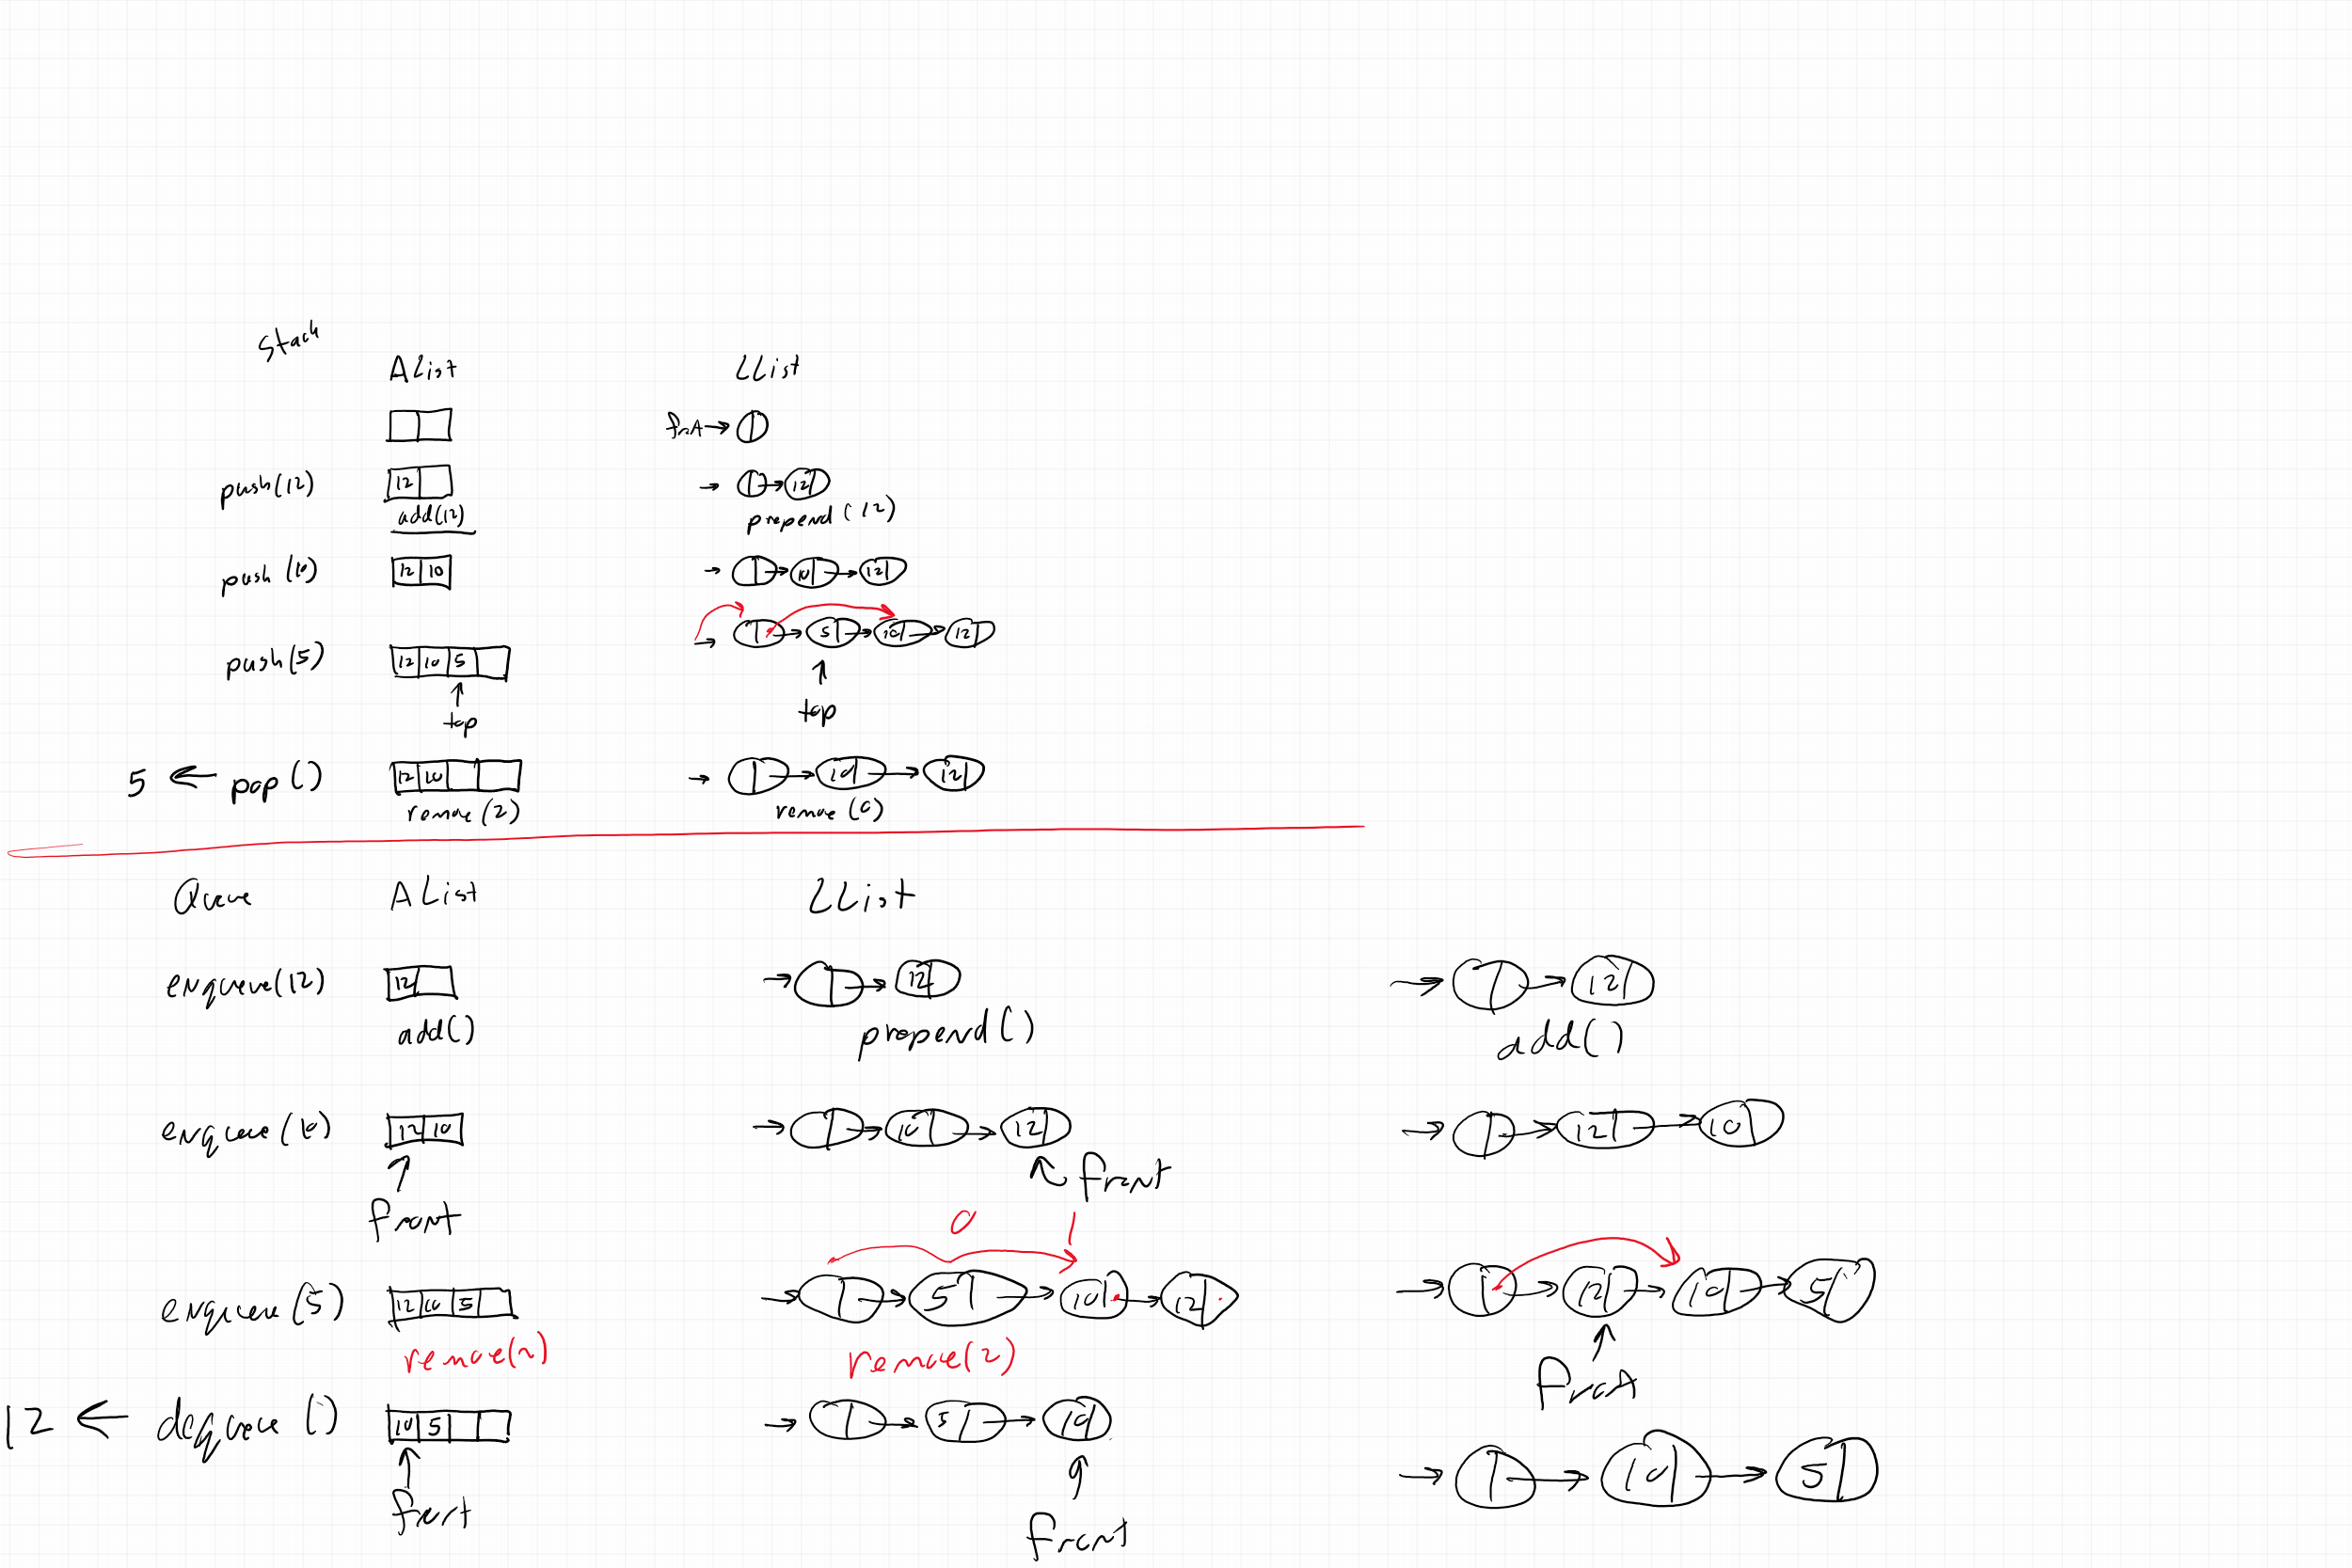 Stack
AList LList
front →
push(12) 12 → 12
add(12) prepend(12)
push(10) 12 10 → 10 12
push(5) 12 10 5 → 5 10 12
top top
5 ← pop() 12 10 → 10 12
remove(2) remove(0)
Queue AList LList
enqueue(12) 12 → 12 → 12
add() prepend() add()
enqueue(10) 12 10 → 10 12 → 12 10
front front
0 1
enqueue(5) 12 10 5 → 5 10 12 → 12 10 5
remove(2) remove(2) front
12 ← dequeue() 10 5 → 5 10 → 10 5
front front